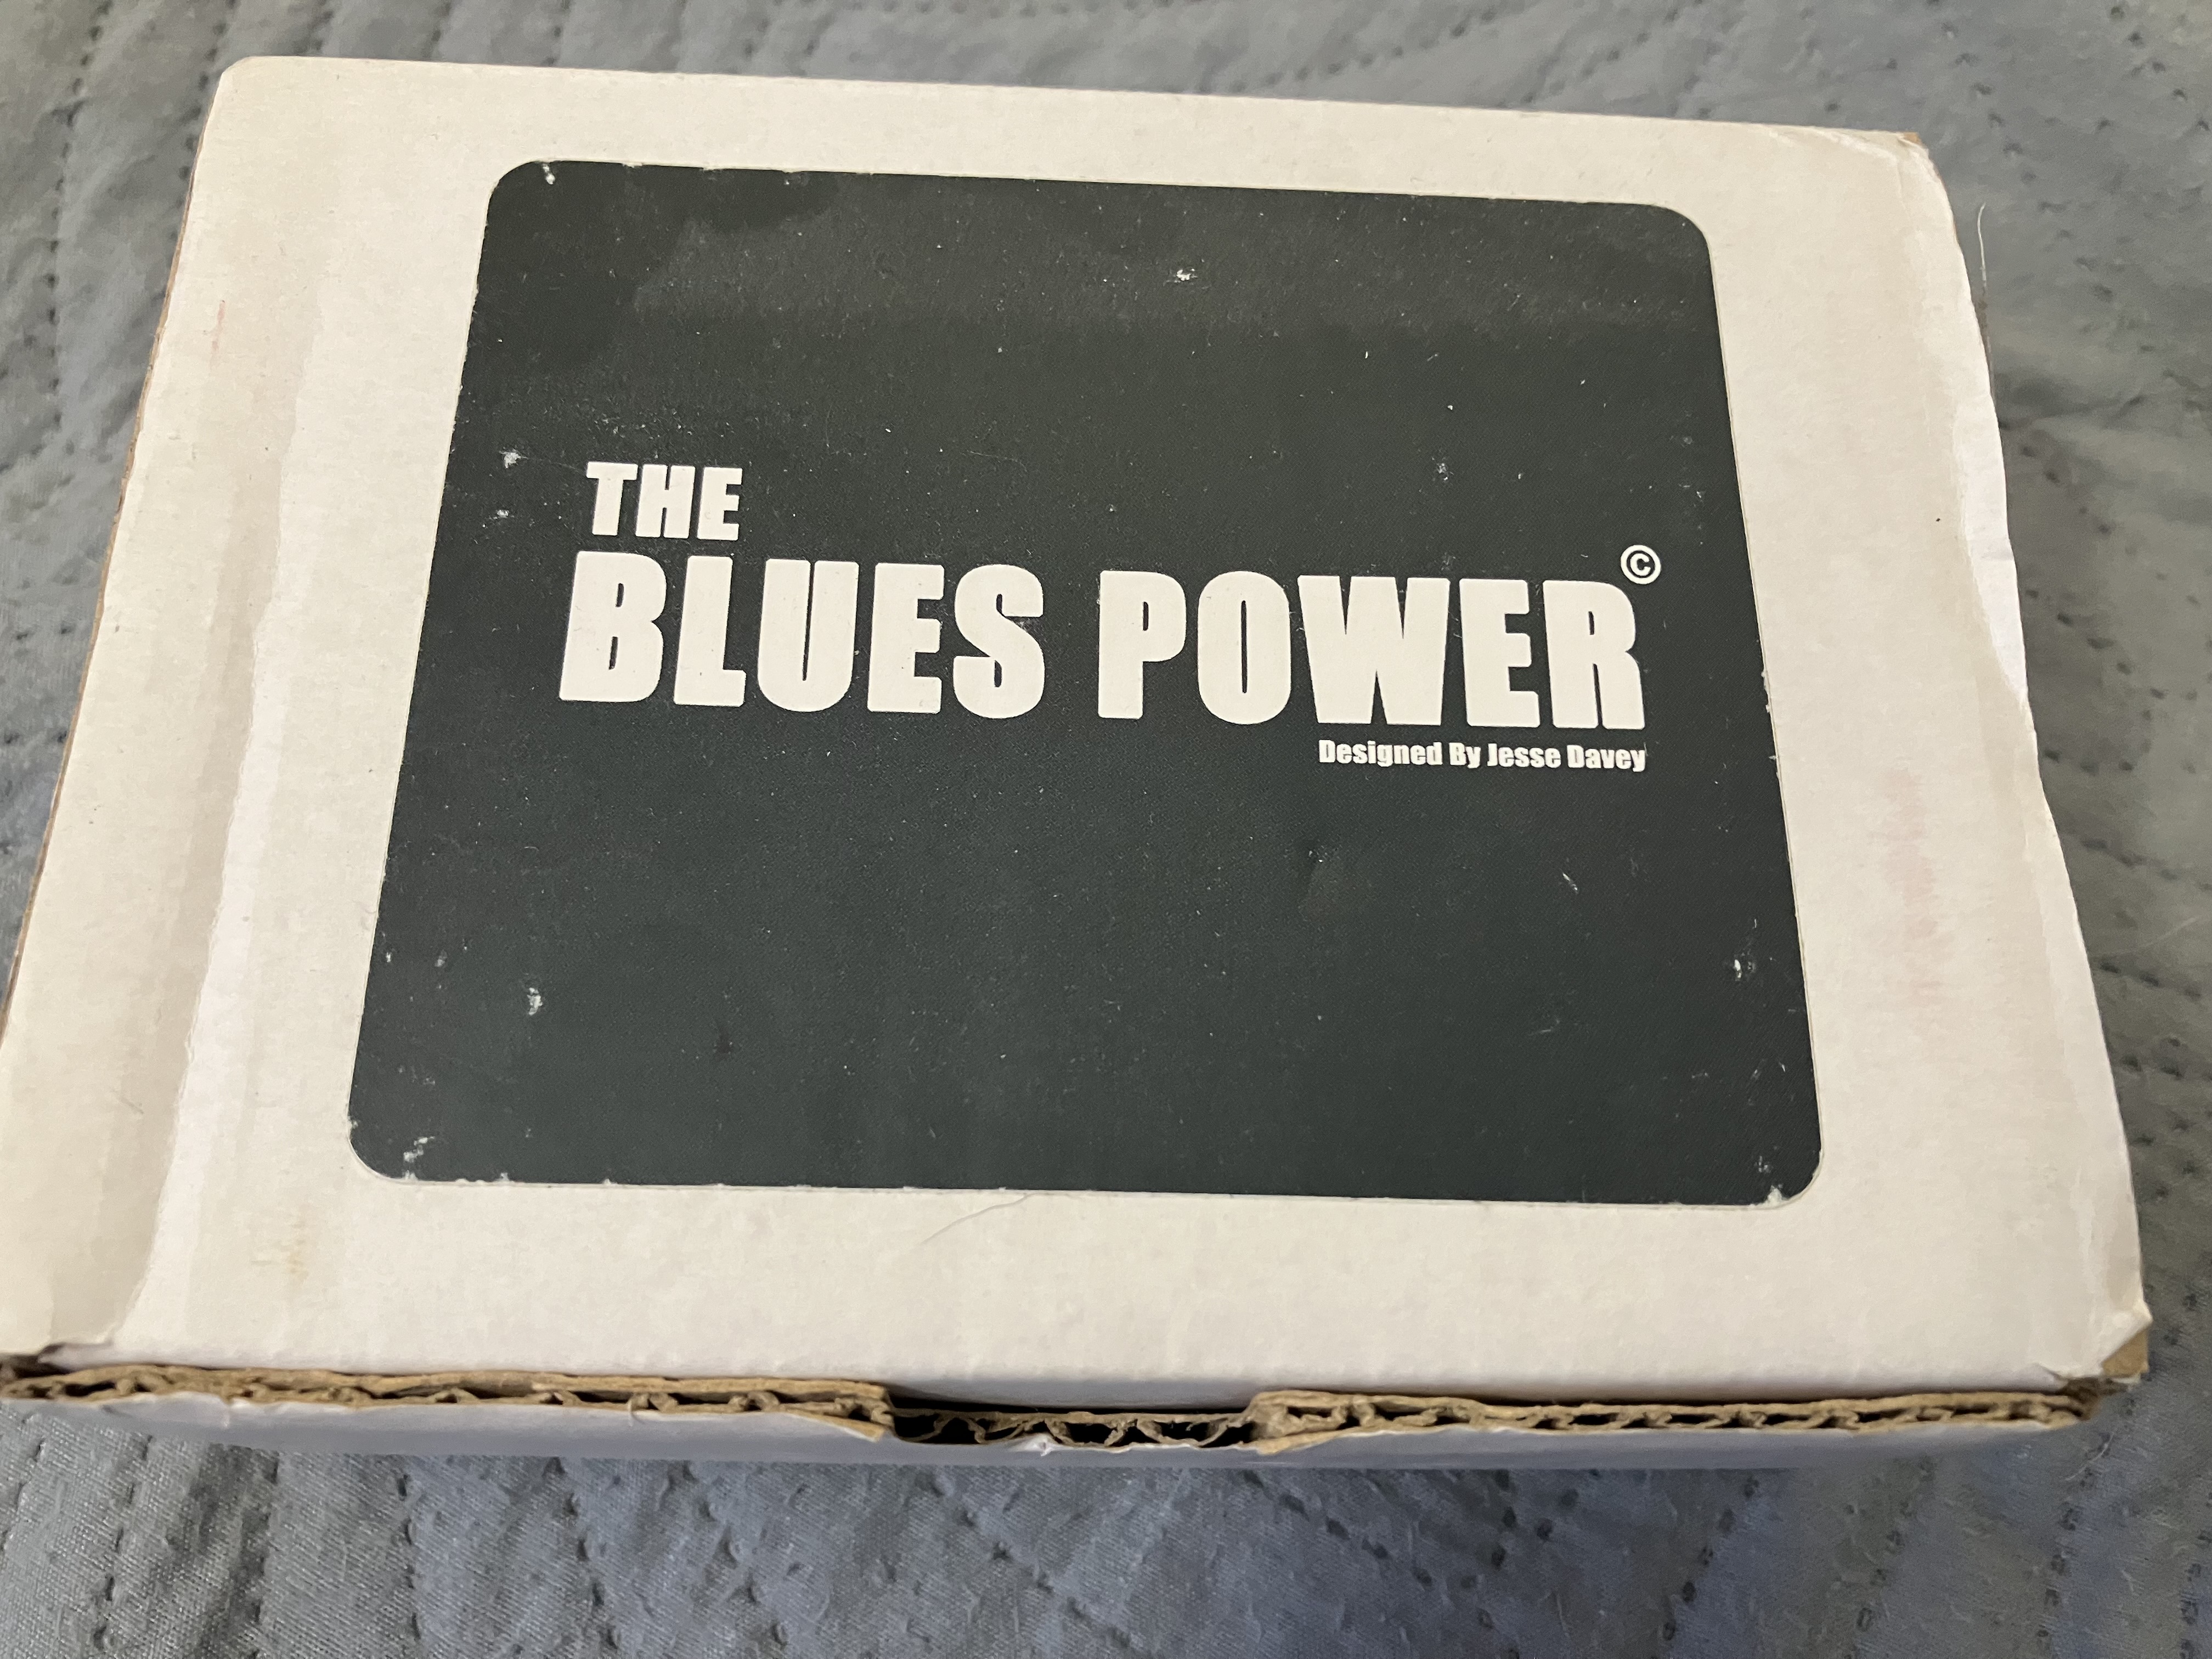 THE
BLUES POWER ©
Designed By Jesse Davey